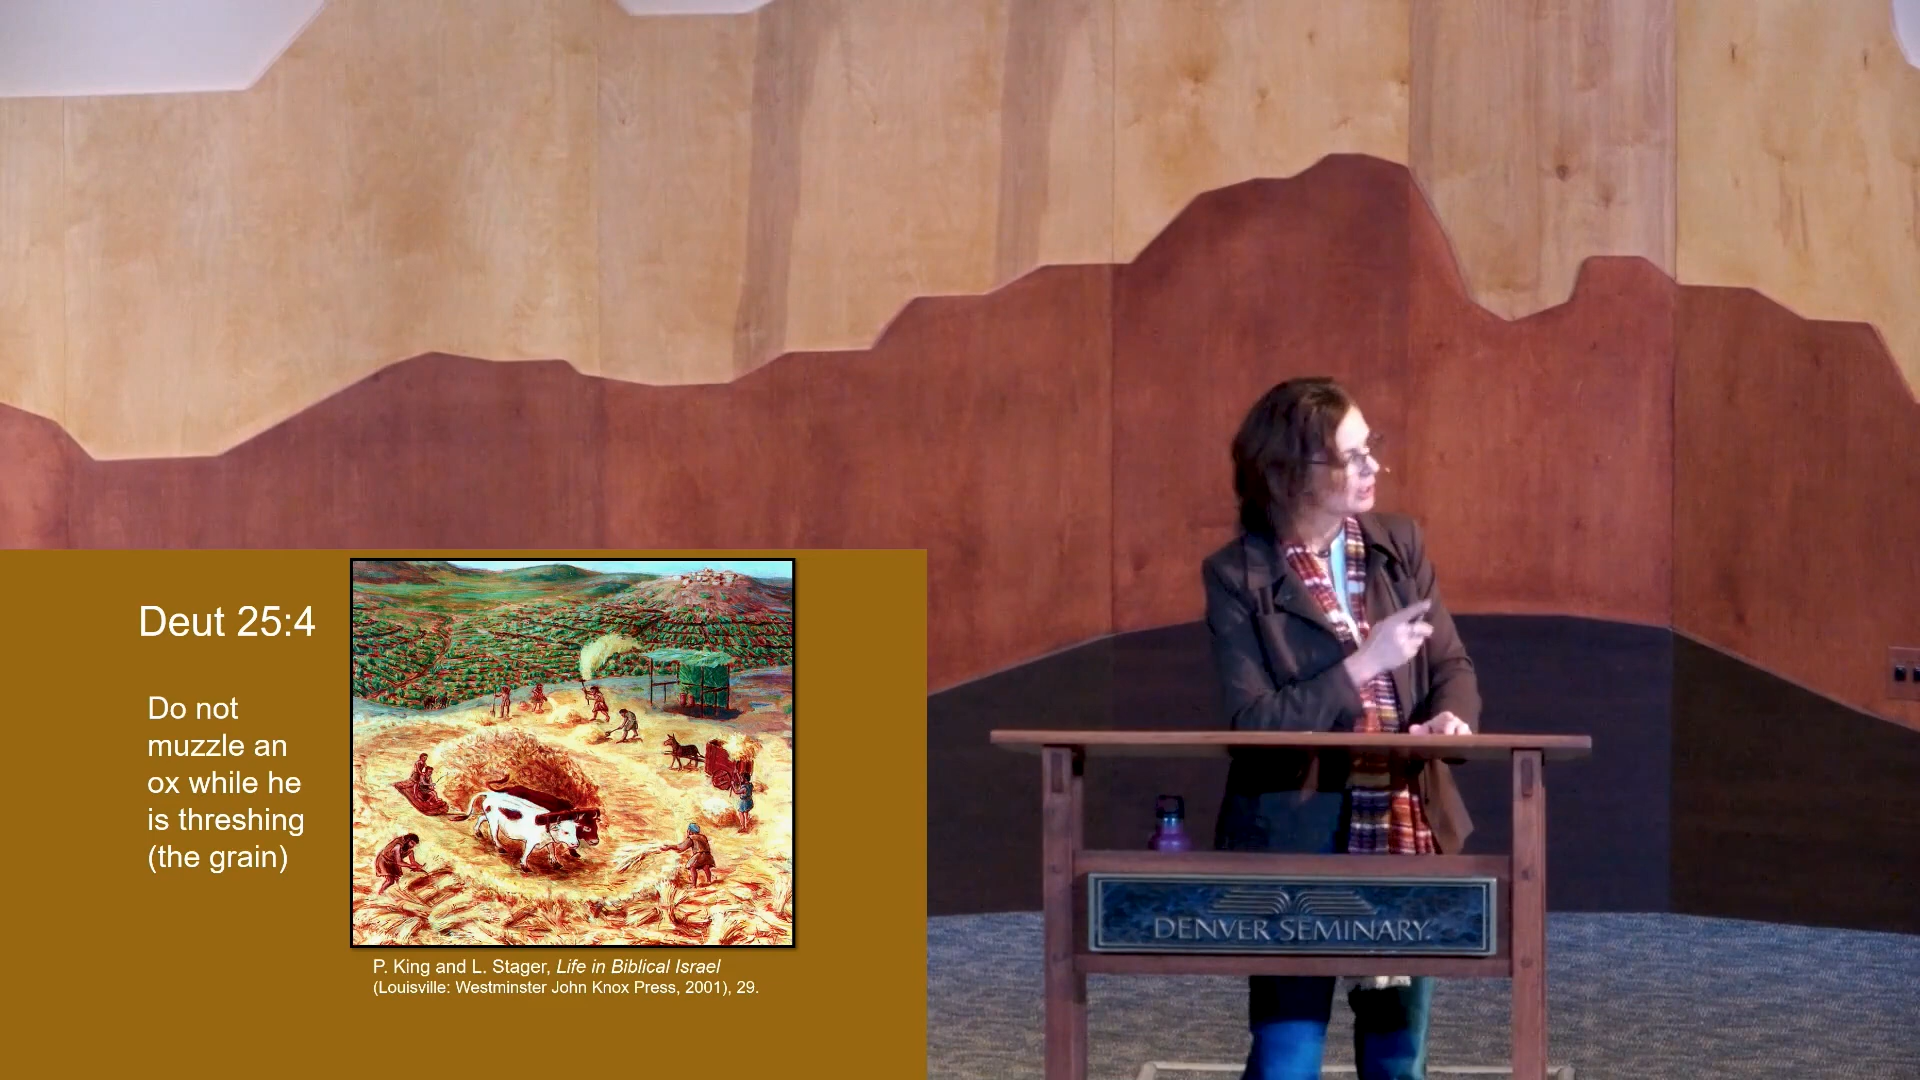 Deut 25:4
Do not
muzzle an
ox while he
is threshing
(the grain)
P. King and L. Stager, Life in Biblical Israel
(Louisville: Westminster John Knox Press, 2001), 29.
DENVER SEMINARY.